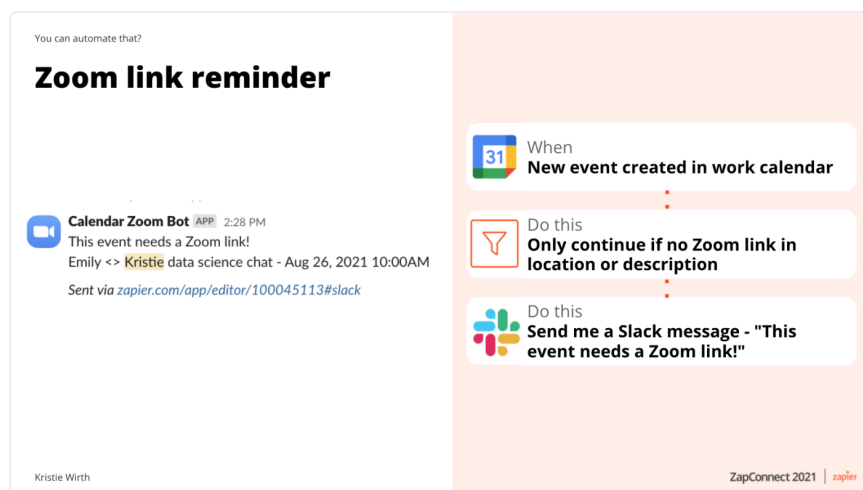 You can automate that?
Zoom link reminder
Calendar Zoom Bot APP 2:28 PM
This event needs a Zoom link!
Emily <> Kristie data science chat - Aug 26, 2021 10:00AM
Sent via zapier.com/app/editor/100045113#slack
31
When
New event created in work calendar
Do this
Only continue if no Zoom link in
location or description
Do this
Send me a Slack message - "This
event needs a Zoom link!"
Kristie Wirth
ZapConnect 2021 | zapier